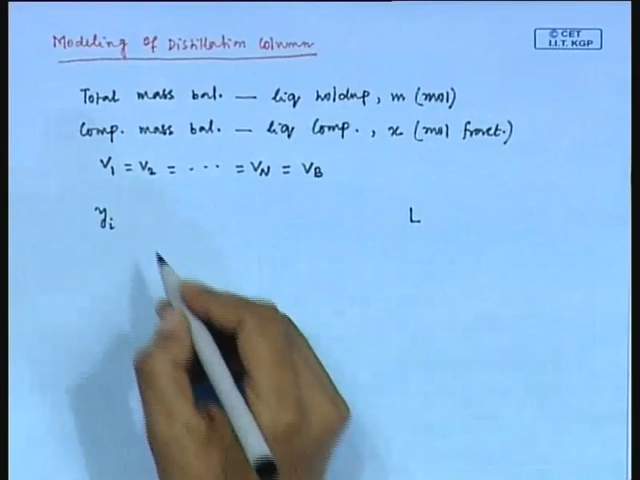 Modeling of Distillation Column
© CET
I.I.T. KGP
Total mass bal. — liq holdup, m (mol)
Comp. mass bal. — liq comp., x (mol fract.)
V1 = V2 = · · · = VN = VB
yi L